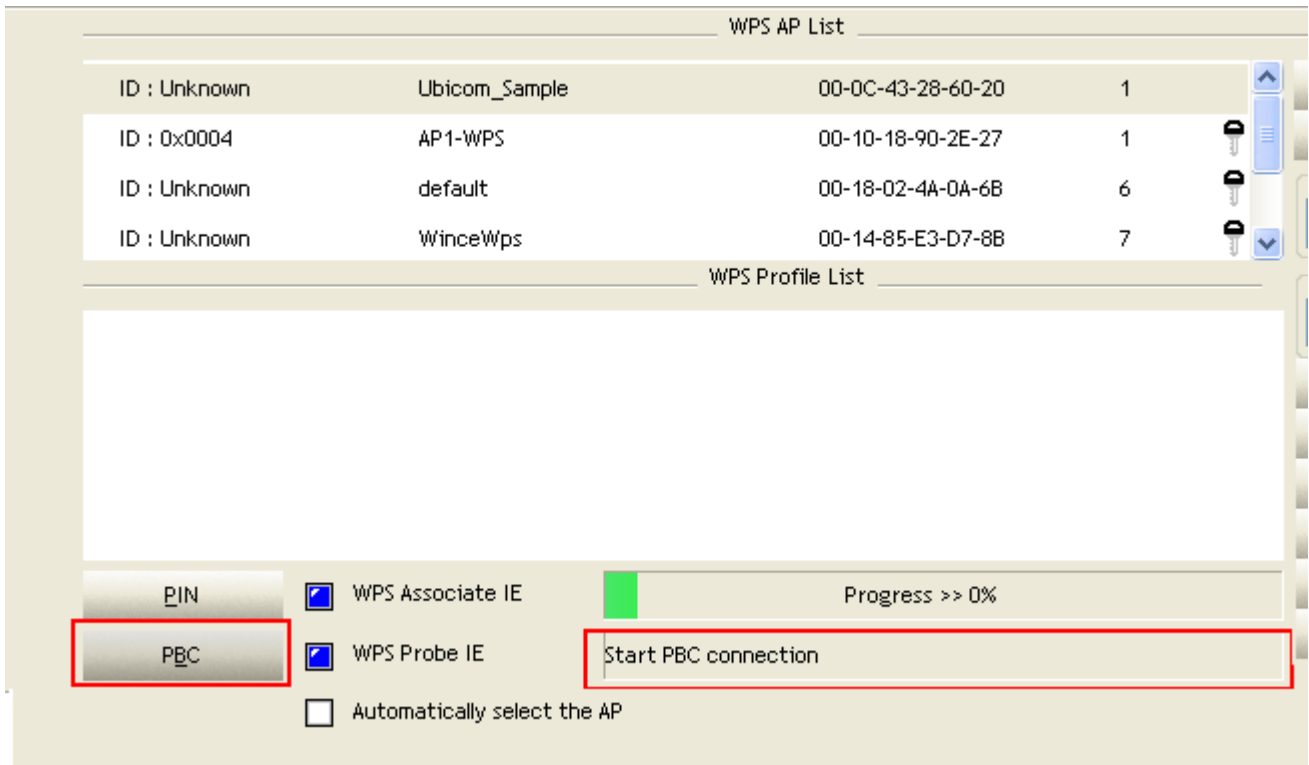 WPS AP List
ID : Unknown Ubicom_Sample 00-0C-43-28-60-20 1
ID : 0x0004 AP1-WPS 00-10-18-90-2E-27 1
ID : Unknown default 00-18-02-4A-0A-6B 6
ID : Unknown WinceWps 00-14-85-E3-D7-8B 7
WPS Profile List
PIN WPS Associate IE Progress >> 0%
PBC WPS Probe IE Start PBC connection
Automatically select the AP